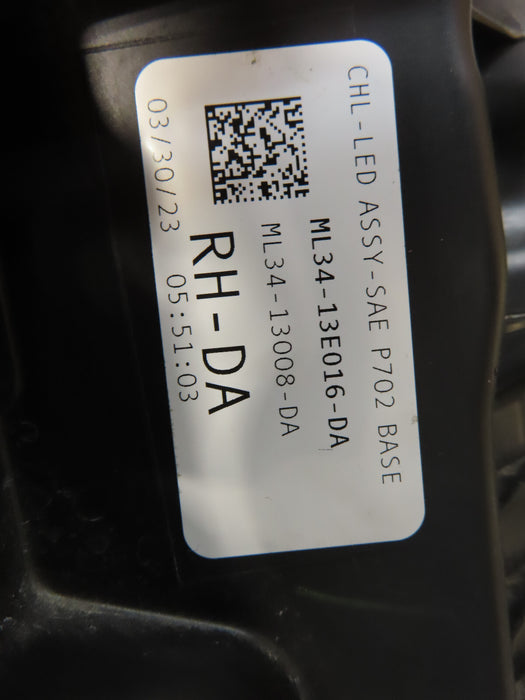 CHL-LED ASSY-SAE P702 BASE
ML34-13E016-DA
ML34-13008-DA
RH-DA
03/30/23 05:51:03